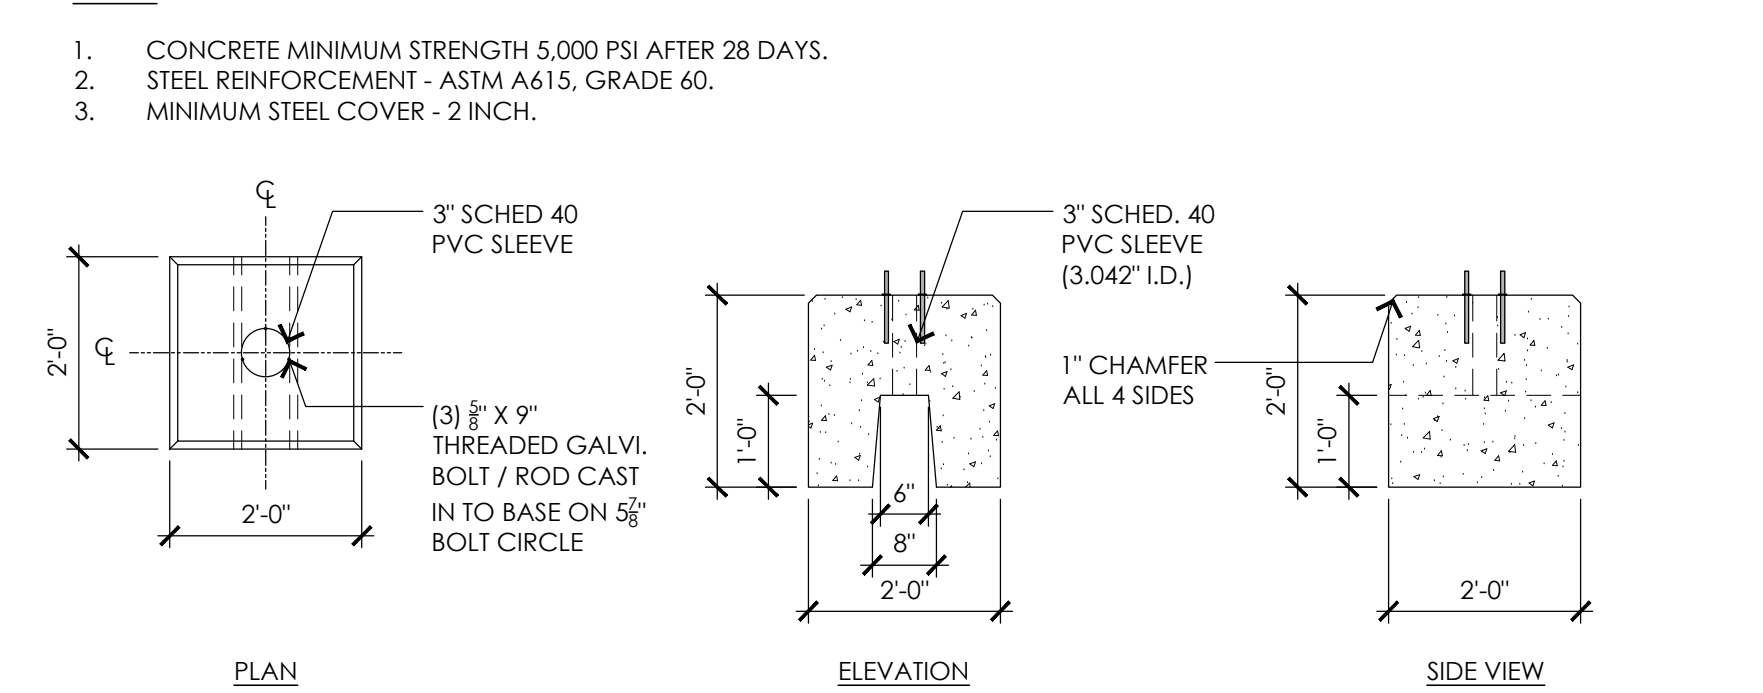 1. CONCRETE MINIMUM STRENGTH 5,000 PSI AFTER 28 DAYS.
2. STEEL REINFORCEMENT - ASTM A615, GRADE 60.
3. MINIMUM STEEL COVER - 2 INCH.
℄
3" SCHED 40
PVC SLEEVE
2'-0"
℄
(3) 5/8" X 9"
THREADED GALVI.
BOLT / ROD CAST
IN TO BASE ON 5 7/8"
BOLT CIRCLE
2'-0"
PLAN
3" SCHED. 40
PVC SLEEVE
(3.042" I.D.)
2'-0"
1'-0"
6"
8"
2'-0"
ELEVATION
1" CHAMFER
ALL 4 SIDES
2'-0"
1'-0"
2'-0"
SIDE VIEW